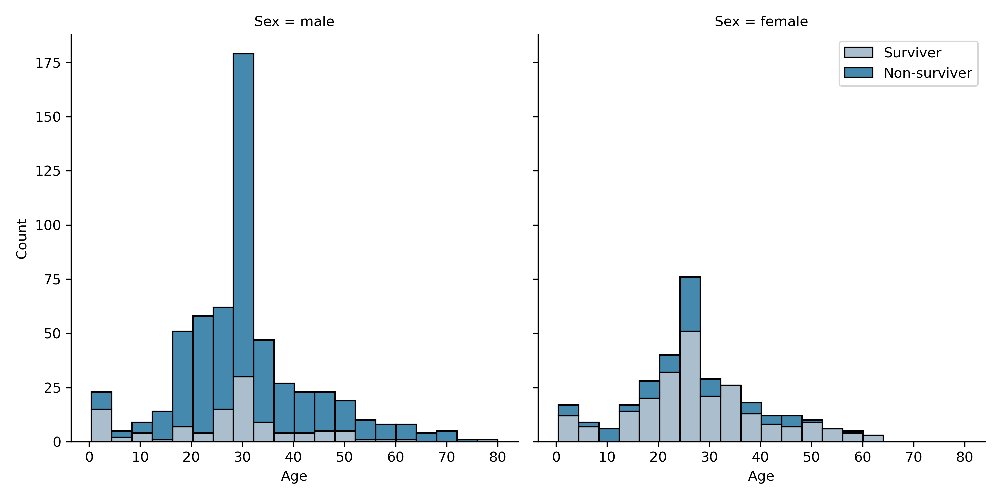 Sex = male
Sex = female
Surviver
Non-surviver
175
150
125
100
75
50
25
0
Count
0 10 20 30 40 50 60 70 80
0 10 20 30 40 50 60 70 80
Age
Age